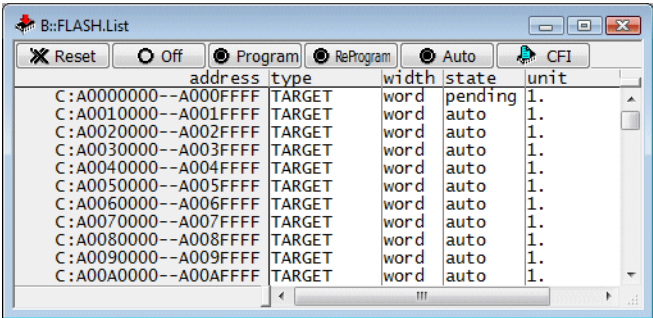 B::FLASH.List
Reset Off Program ReProgram Auto CFI
address type width state unit
C:A0000000--A000FFFF TARGET word pending 1.
C:A0010000--A001FFFF TARGET word auto 1.
C:A0020000--A002FFFF TARGET word auto 1.
C:A0030000--A003FFFF TARGET word auto 1.
C:A0040000--A004FFFF TARGET word auto 1.
C:A0050000--A005FFFF TARGET word auto 1.
C:A0060000--A006FFFF TARGET word auto 1.
C:A0070000--A007FFFF TARGET word auto 1.
C:A0080000--A008FFFF TARGET word auto 1.
C:A0090000--A009FFFF TARGET word auto 1.
C:A00A0000--A00AFFFF TARGET word auto 1.